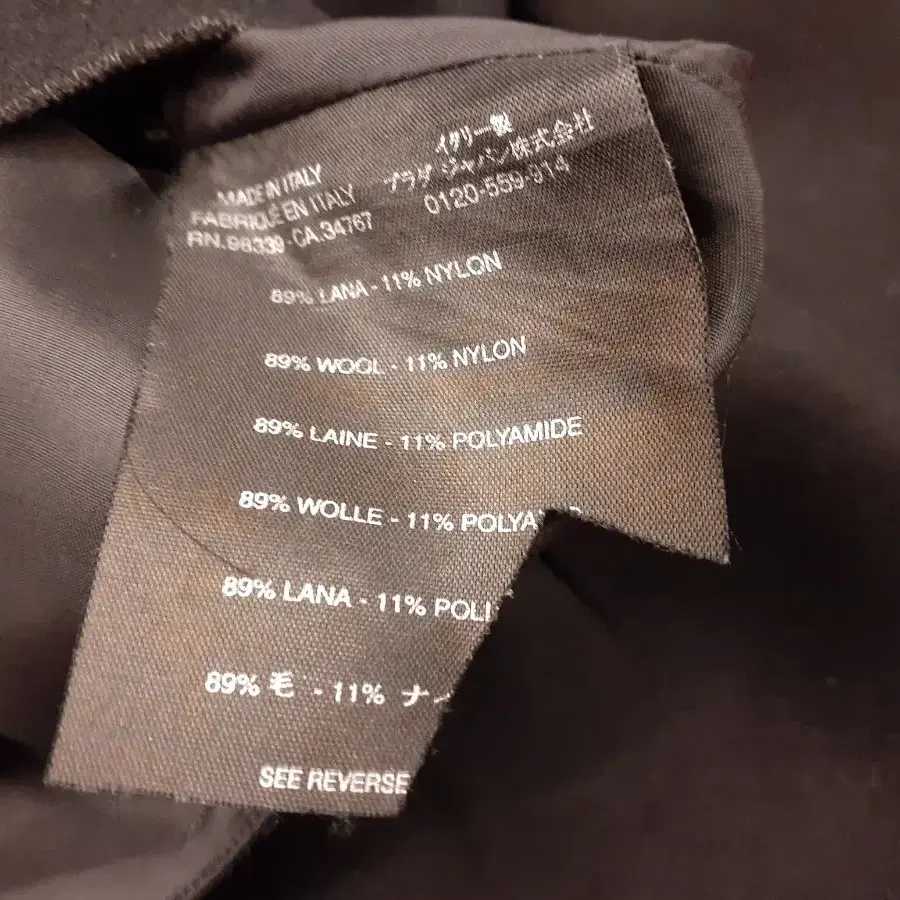 MADE IN ITALY
FABRIQUÉ EN ITALY
RN.98339-CA.34767
イタリー製
プラダ ジャパン株式会社
0120-559-914
89% LANA - 11% NYLON
89% WOOL - 11% NYLON
89% LAINE - 11% POLYAMIDE
89% WOLLE - 11% POLYA
89% LANA - 11% POLI
89% 毛 - 11% ナ
SEE REVERSE